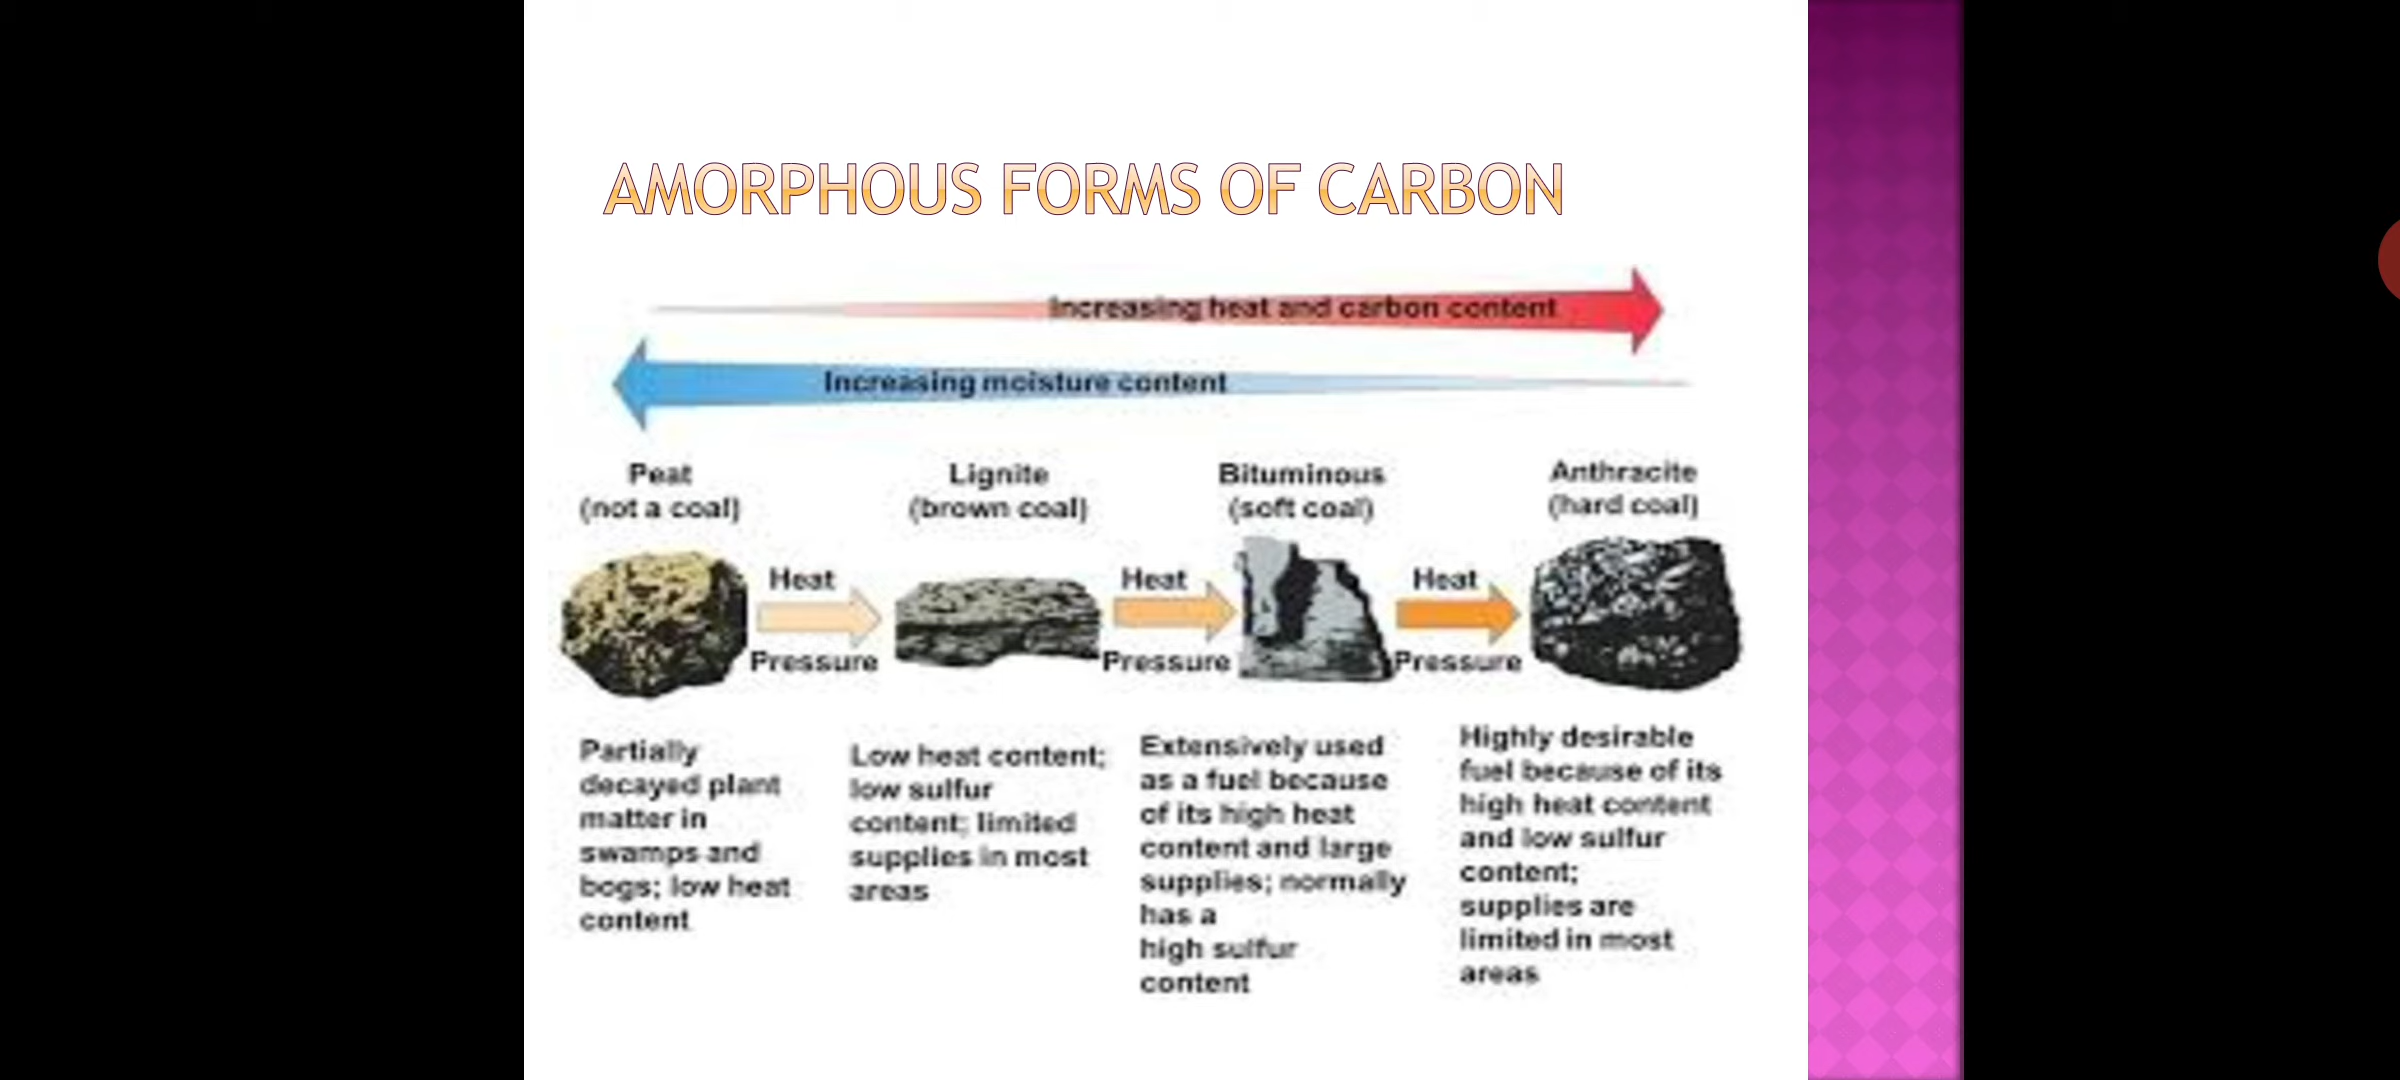 AMORPHOUS FORMS OF CARBON
Increasing heat and carbon content
Increasing moisture content
Peat
(not a coal)
Lignite
(brown coal)
Bituminous
(soft coal)
Anthracite
(hard coal)
Heat
Pressure
Heat
Pressure
Heat
Pressure
Partially
decayed plant
matter in
swamps and
bogs; low heat
content
Low heat content;
low sulfur
content; limited
supplies in most
areas
Extensively used
as a fuel because
of its high heat
content and large
supplies; normally
has a
high sulfur
content
Highly desirable
fuel because of its
high heat content
and low sulfur
content;
supplies are
limited in most
areas